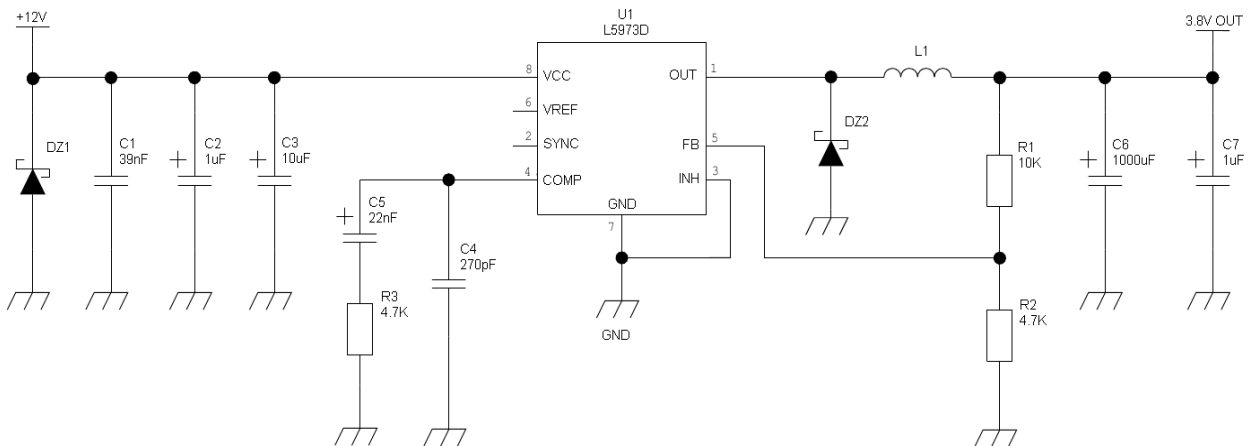 +12V
U1
L5973D
3.8V OUT
L1
8
VCC
OUT
1
6
VREF
2
SYNC
FB
5
4
COMP
INH
3
GND
7
GND
DZ1
C1
39nF
C2
1uF
C3
10uF
C5
22nF
C4
270pF
R3
4.7K
DZ2
R1
10K
R2
4.7K
C6
1000uF
C7
1uF
+
+
+
+
+